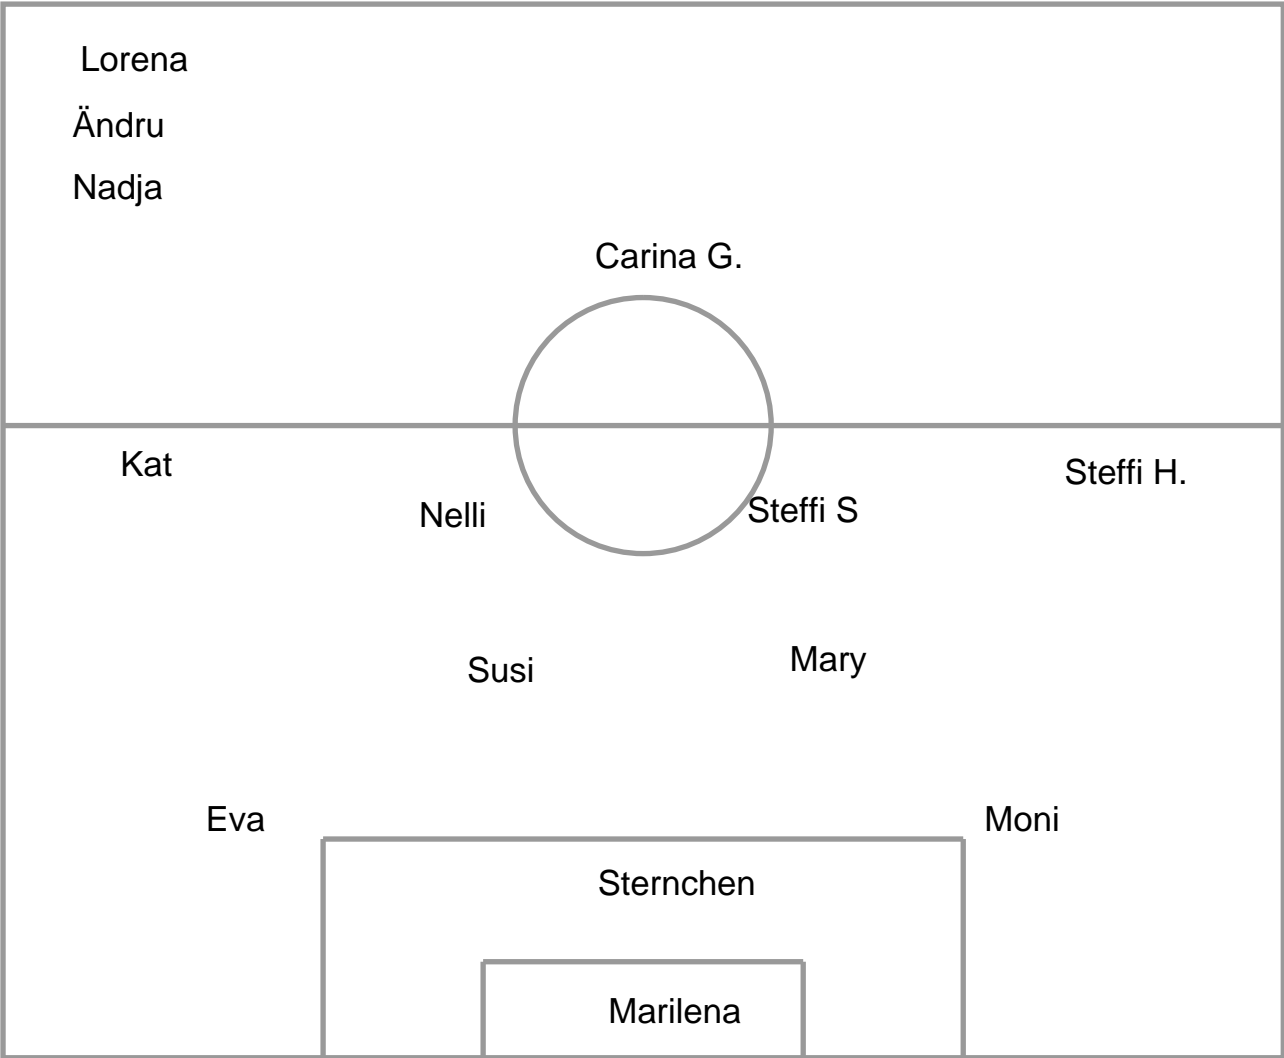 Lorena
Ändru
Nadja
Carina G.
Kat
Steffi H.
Nelli
Steffi S
Susi
Mary
Eva
Moni
Sternchen
Marilena